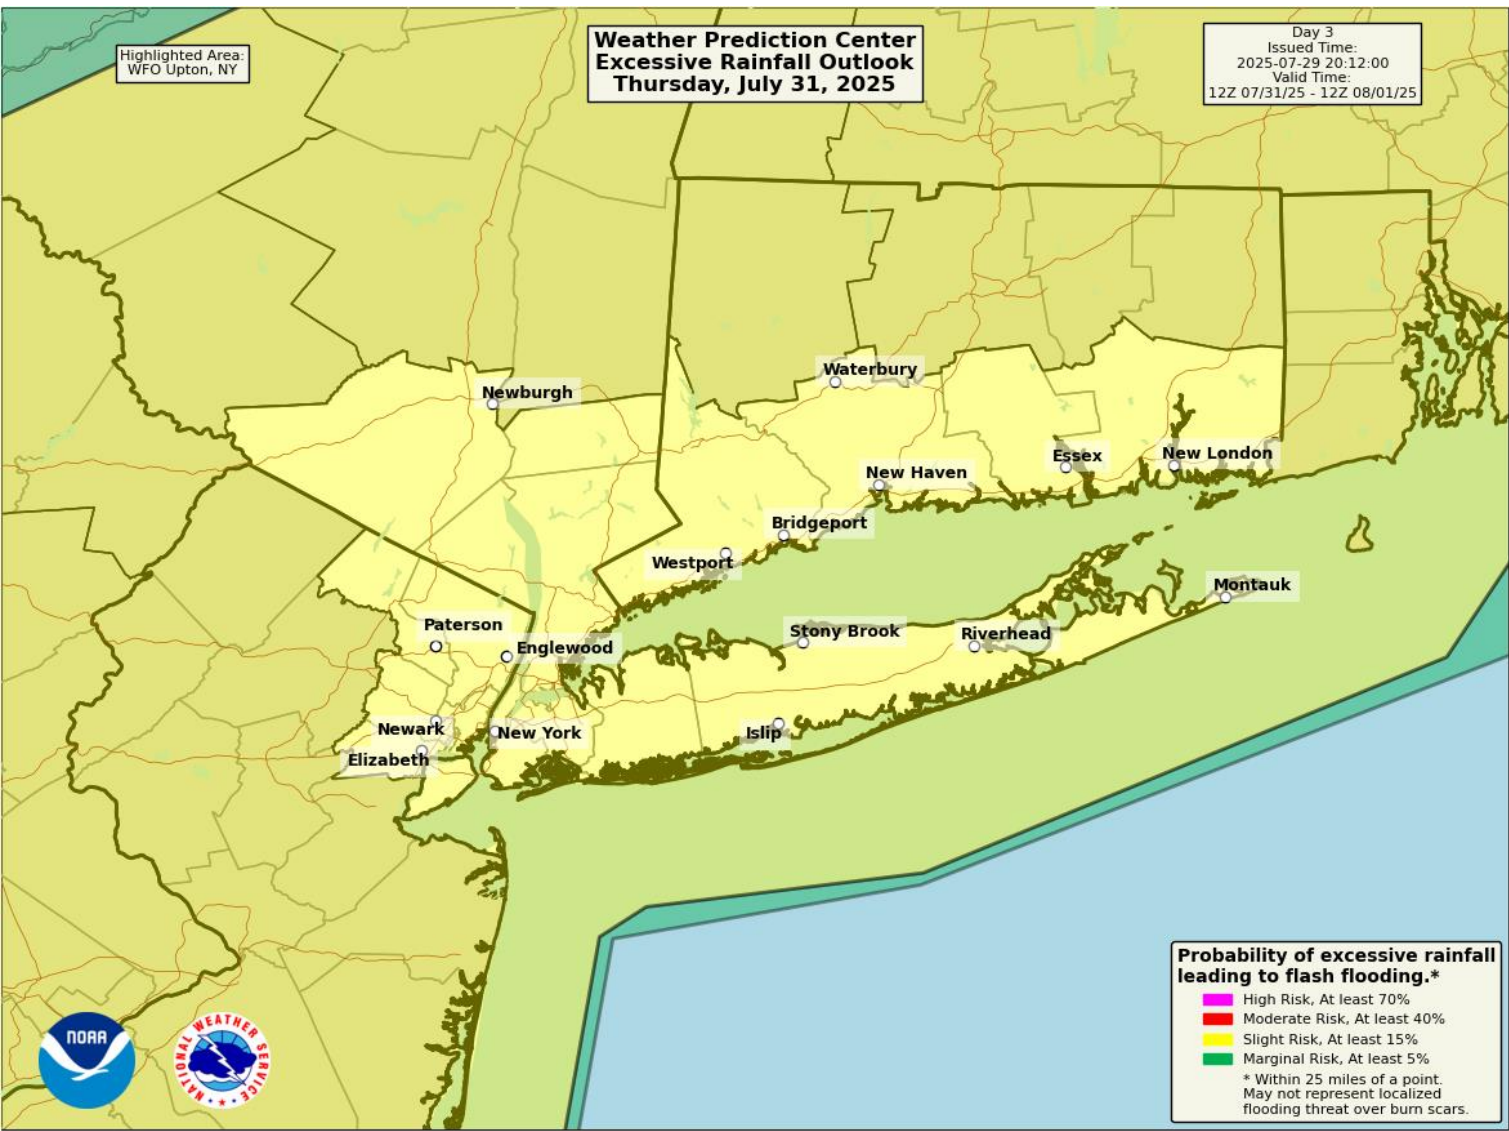 Highlighted Area:
WFO Upton, NY
Weather Prediction Center
Excessive Rainfall Outlook
Thursday, July 31, 2025
Day 3
Issued Time:
2025-07-29 20:12:00
Valid Time:
12Z 07/31/25 - 12Z 08/01/25
Newburgh
Waterbury
New Haven
Essex
New London
Bridgeport
Westport
Montauk
Paterson
Englewood
Stony Brook
Riverhead
Newark
New York
Islip
Elizabeth
NOAA
NATIONAL WEATHER SERVICE
Probability of excessive rainfall
leading to flash flooding.*
High Risk, At least 70%
Moderate Risk, At least 40%
Slight Risk, At least 15%
Marginal Risk, At least 5%
* Within 25 miles of a point.
May not represent localized
flooding threat over burn scars.